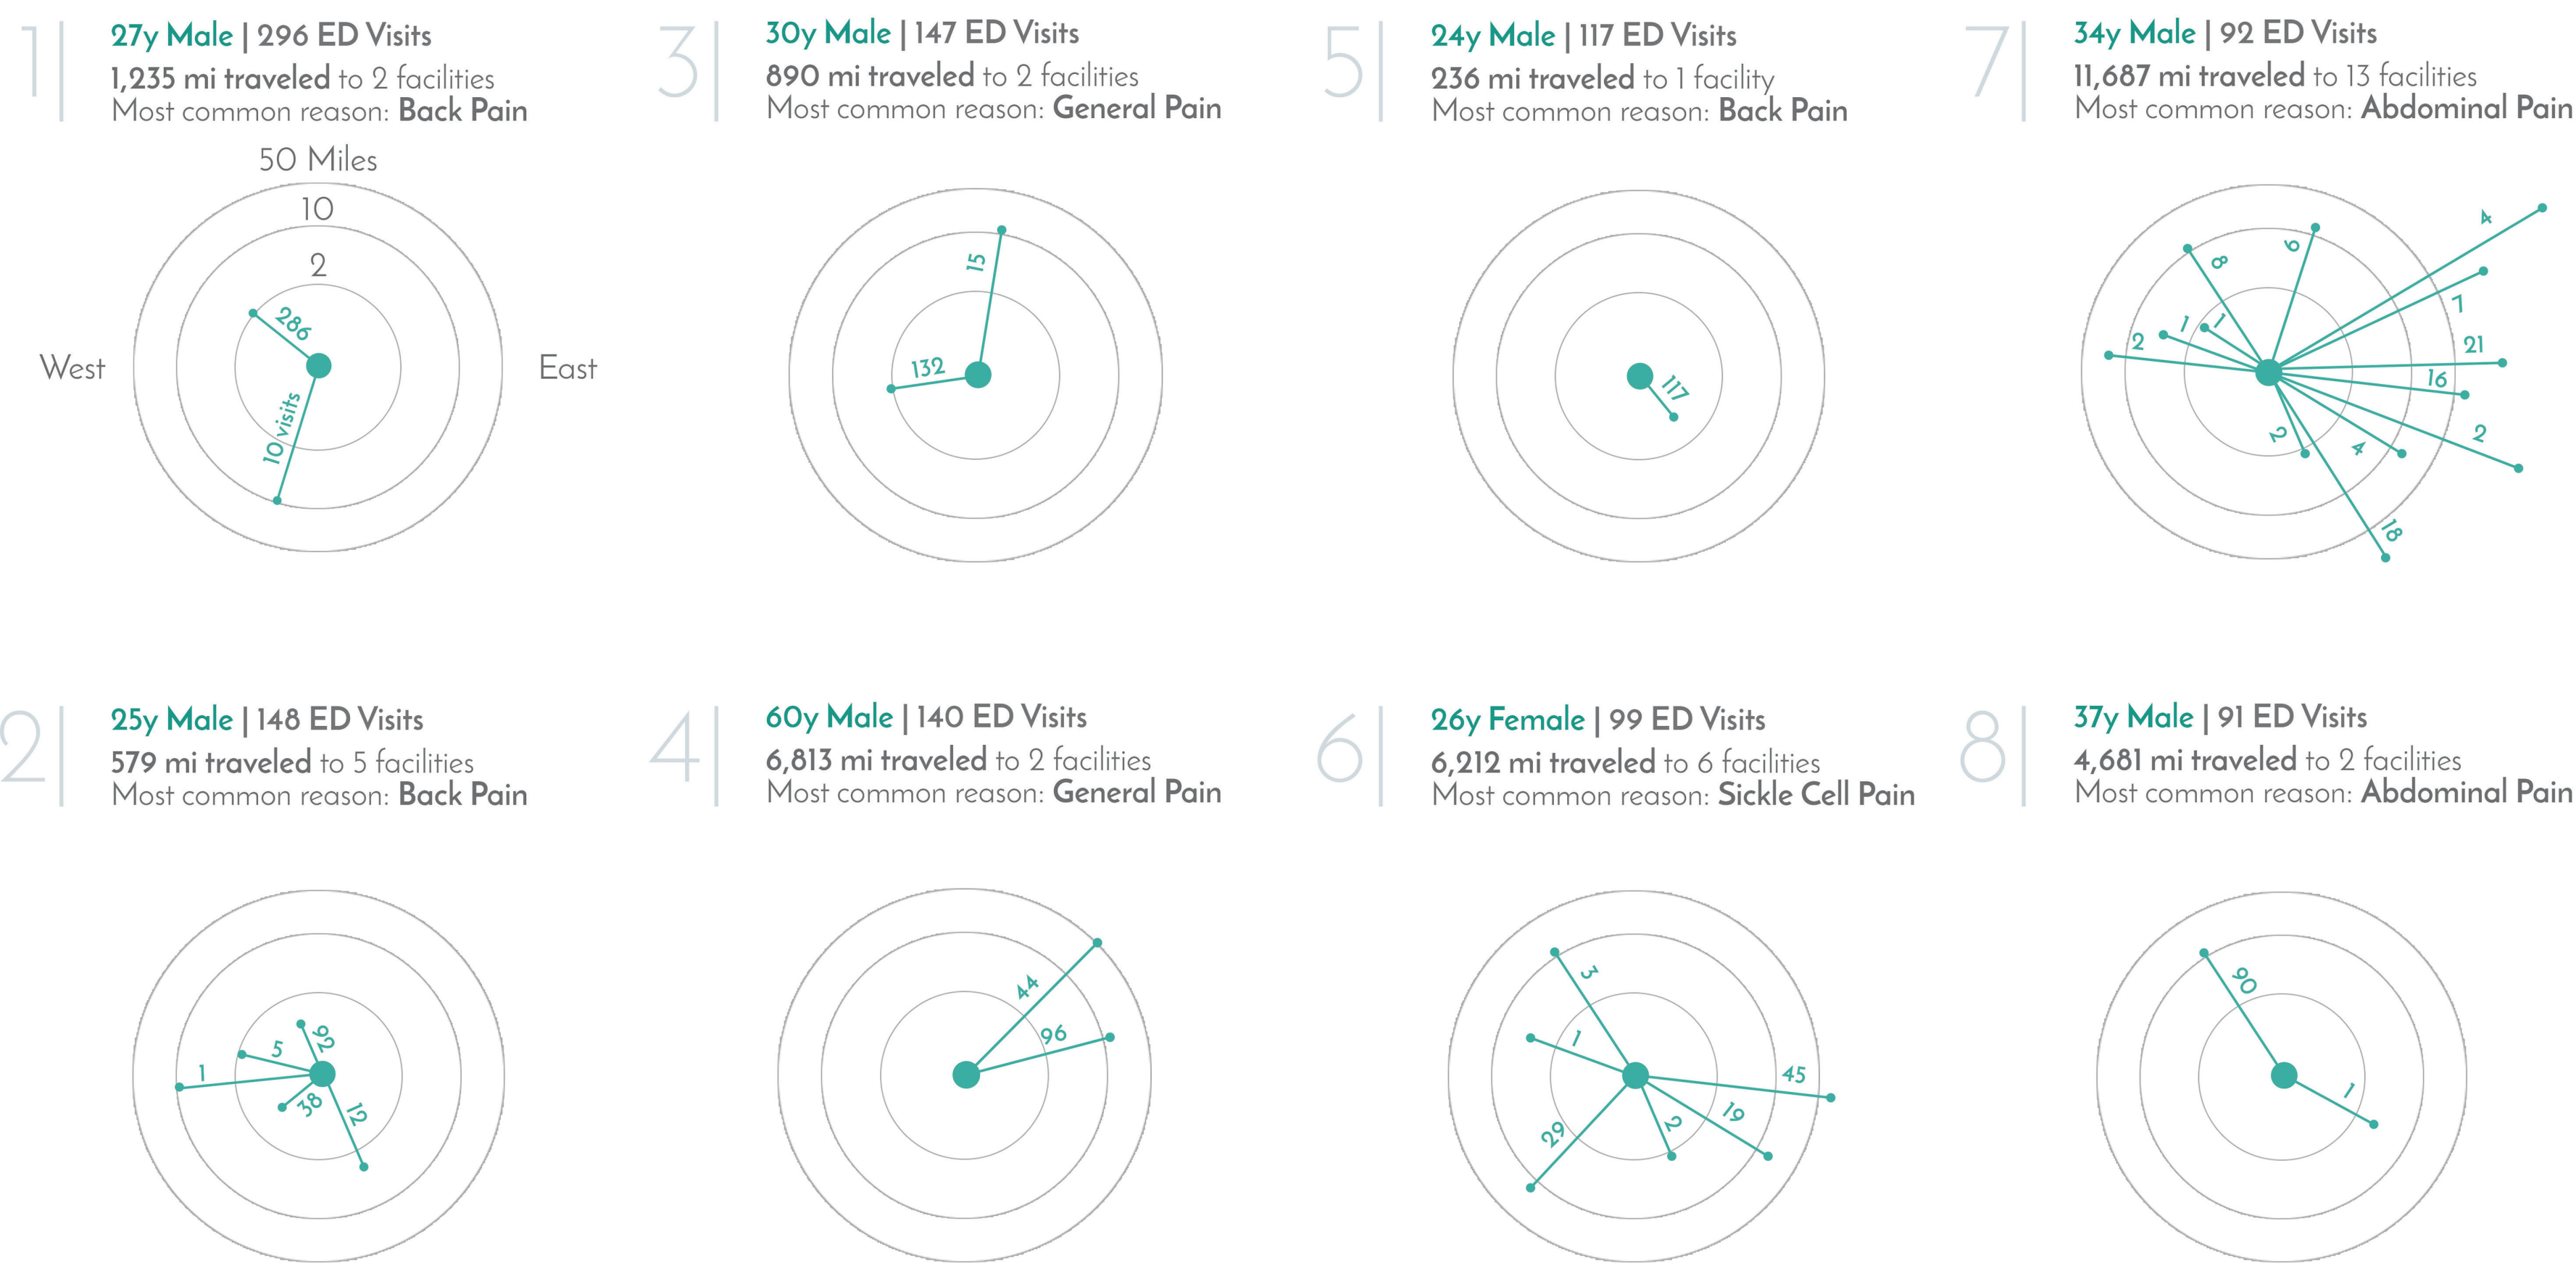 1
27y Male | 296 ED Visits
1,235 mi traveled to 2 facilities
Most common reason: Back Pain
50 Miles
10
2
286
West
East
10 visits
2
25y Male | 148 ED Visits
579 mi traveled to 5 facilities
Most common reason: Back Pain
92
5
1
38
12
3
30y Male | 147 ED Visits
890 mi traveled to 2 facilities
Most common reason: General Pain
15
132
4
60y Male | 140 ED Visits
6,813 mi traveled to 2 facilities
Most common reason: General Pain
44
96
5
24y Male | 117 ED Visits
236 mi traveled to 1 facility
Most common reason: Back Pain
117
6
26y Female | 99 ED Visits
6,212 mi traveled to 6 facilities
Most common reason: Sickle Cell Pain
3
1
45
19
2
29
7
34y Male | 92 ED Visits
11,687 mi traveled to 13 facilities
Most common reason: Abdominal Pain
4
6
8
7
1
1
2
21
16
2
2
4
18
8
37y Male | 91 ED Visits
4,681 mi traveled to 2 facilities
Most common reason: Abdominal Pain
90
1